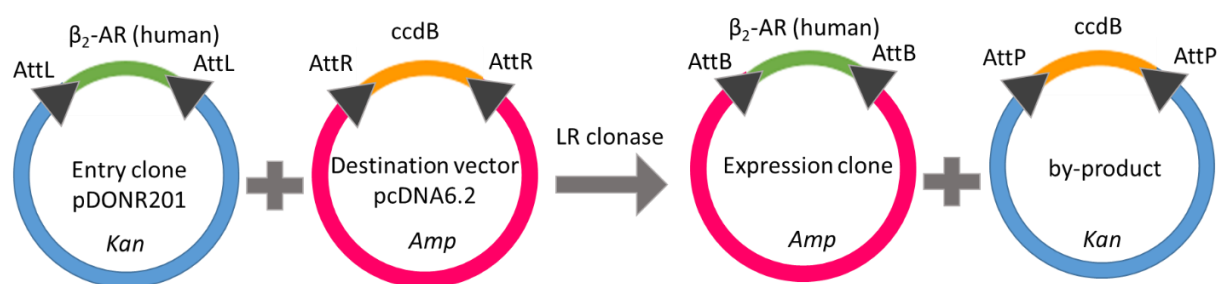 β₂-AR (human)
AttL
AttL
Entry clone
pDONR201
Kan
ccdB
AttR
AttR
Destination vector
pcDNA6.2
Amp
LR clonase
β₂-AR (human)
AttB
AttB
Expression clone
Amp
ccdB
AttP
AttP
by-product
Kan